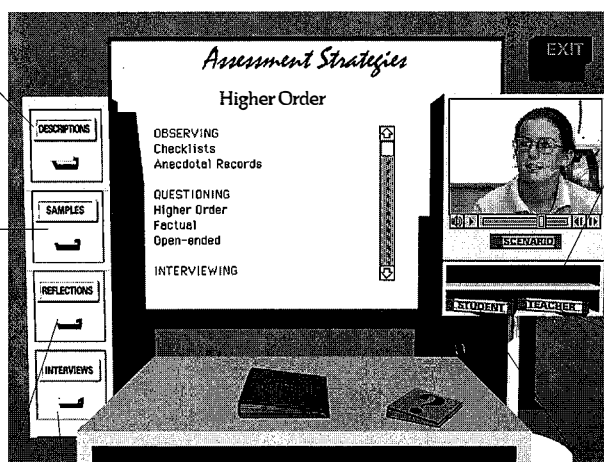 Assessment Strategies
EXIT
Higher Order
DESCRIPTIONS
OBSERVING
Checklists
Anecdotal Records
QUESTIONING
Higher Order
Factual
Open-ended
INTERVIEWING
SAMPLES
REFLECTIONS
INTERVIEWS
SCENARIO
STUDENT
TEACHER
?